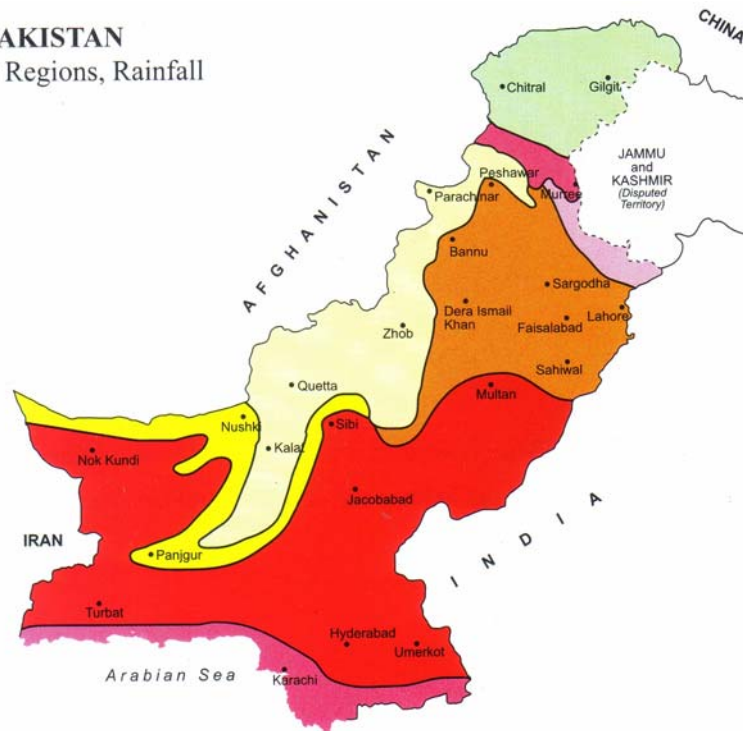 AKISTAN
Regions, Rainfall
CHINA
Chitral
Gilgit
AFGHANISTAN
JAMMU
and
KASHMIR
(Disputed
Territory)
Peshawar
Parachinar
Murree
Bannu
Sargodha
Dera Ismail
Khan
Lahore
Faisalabad
Zhob
Sahiwal
Quetta
Multan
Nushki
Sibi
Kalat
Nok Kundi
Jacobabad
INDIA
IRAN
Panjgur
Turbat
Hyderabad
Umerkot
Arabian Sea
Karachi